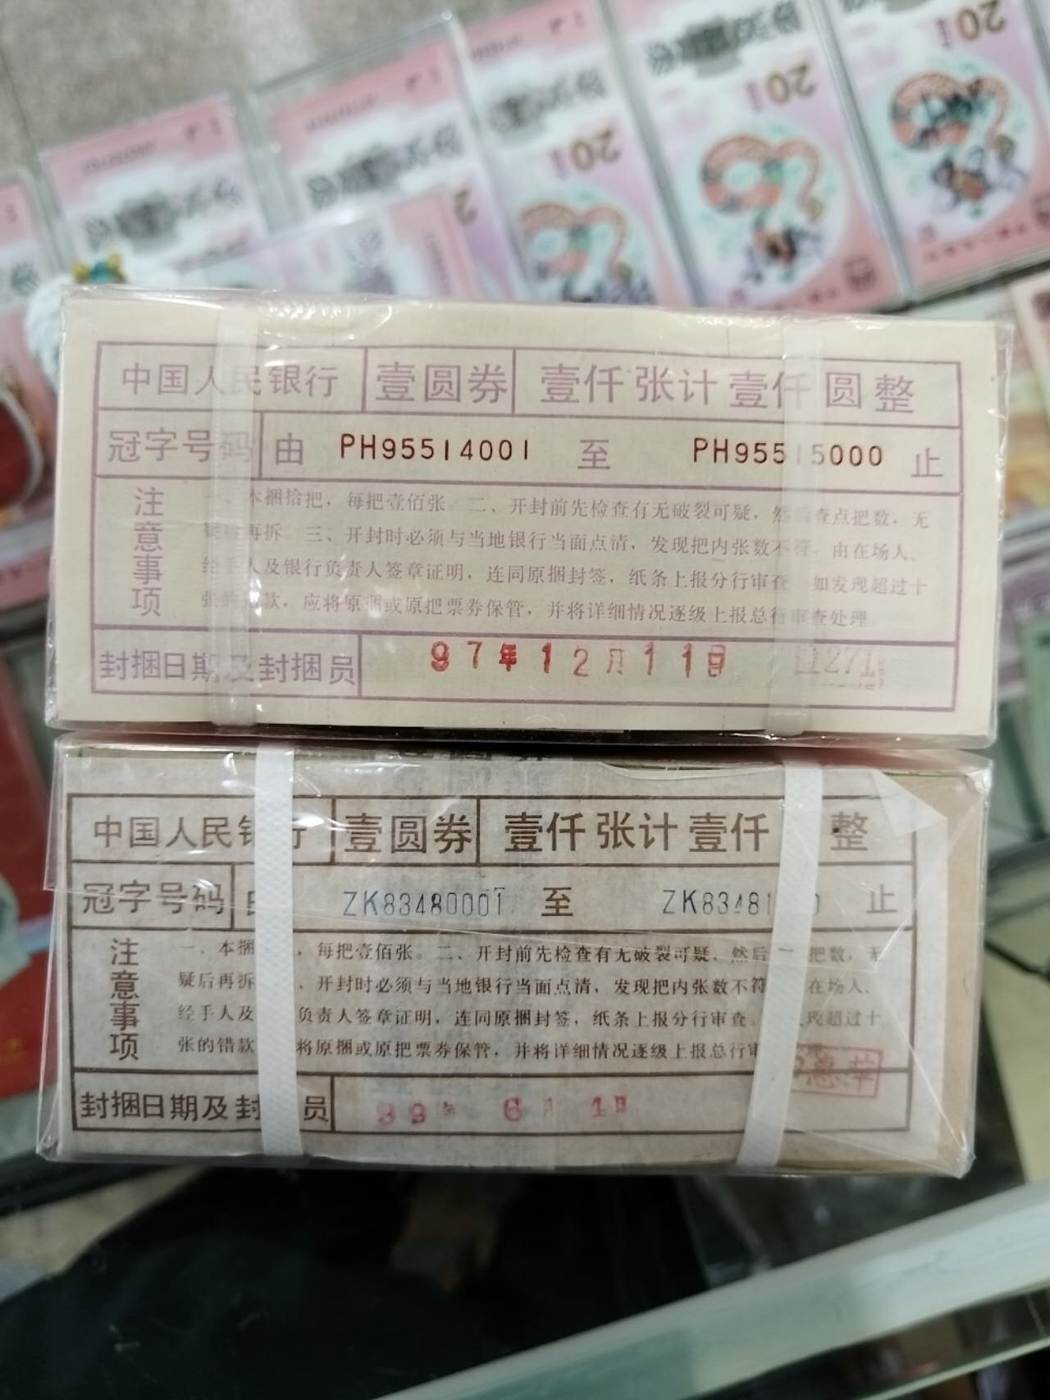 20
20
20
中国人民银行 壹圆券 壹仟张计壹仟圆整
冠字号码 由 PH95514001 至 PH95515000 止
注意事项
一、本捆拾把，每把壹佰张。二、开封前先检查有无破裂可疑，然后查点把数，无
疑后再拆。三、开封时必须与当地银行当面点清，发现把内张数不符，由在场人、
经手人及银行负责人签章证明，连同原捆封签，纸条上报分行审查。如发现超过十
张的错款，应将原捆或原把票券保管，并将详细情况逐级上报总行审查处理
封捆日期及封捆员 97年12月11日
中国人民银行 壹圆券 壹仟张计壹仟 整
冠字号码 ZK83480001 至 ZK8348 止
注意事项
一、本捆 ，每把壹佰张。二、开封前先检查有无破裂可疑，然后 把数，无
疑后再拆 、开封时必须与当地银行当面点清，发现把内张数不符 在场人、
经手人及 负责人签章证明，连同原捆封签，纸条上报分行审查。 发现超过十
张的错款 将原捆或原把票券保管，并将详细情况逐级上报总行审
封捆日期及封 员 6月